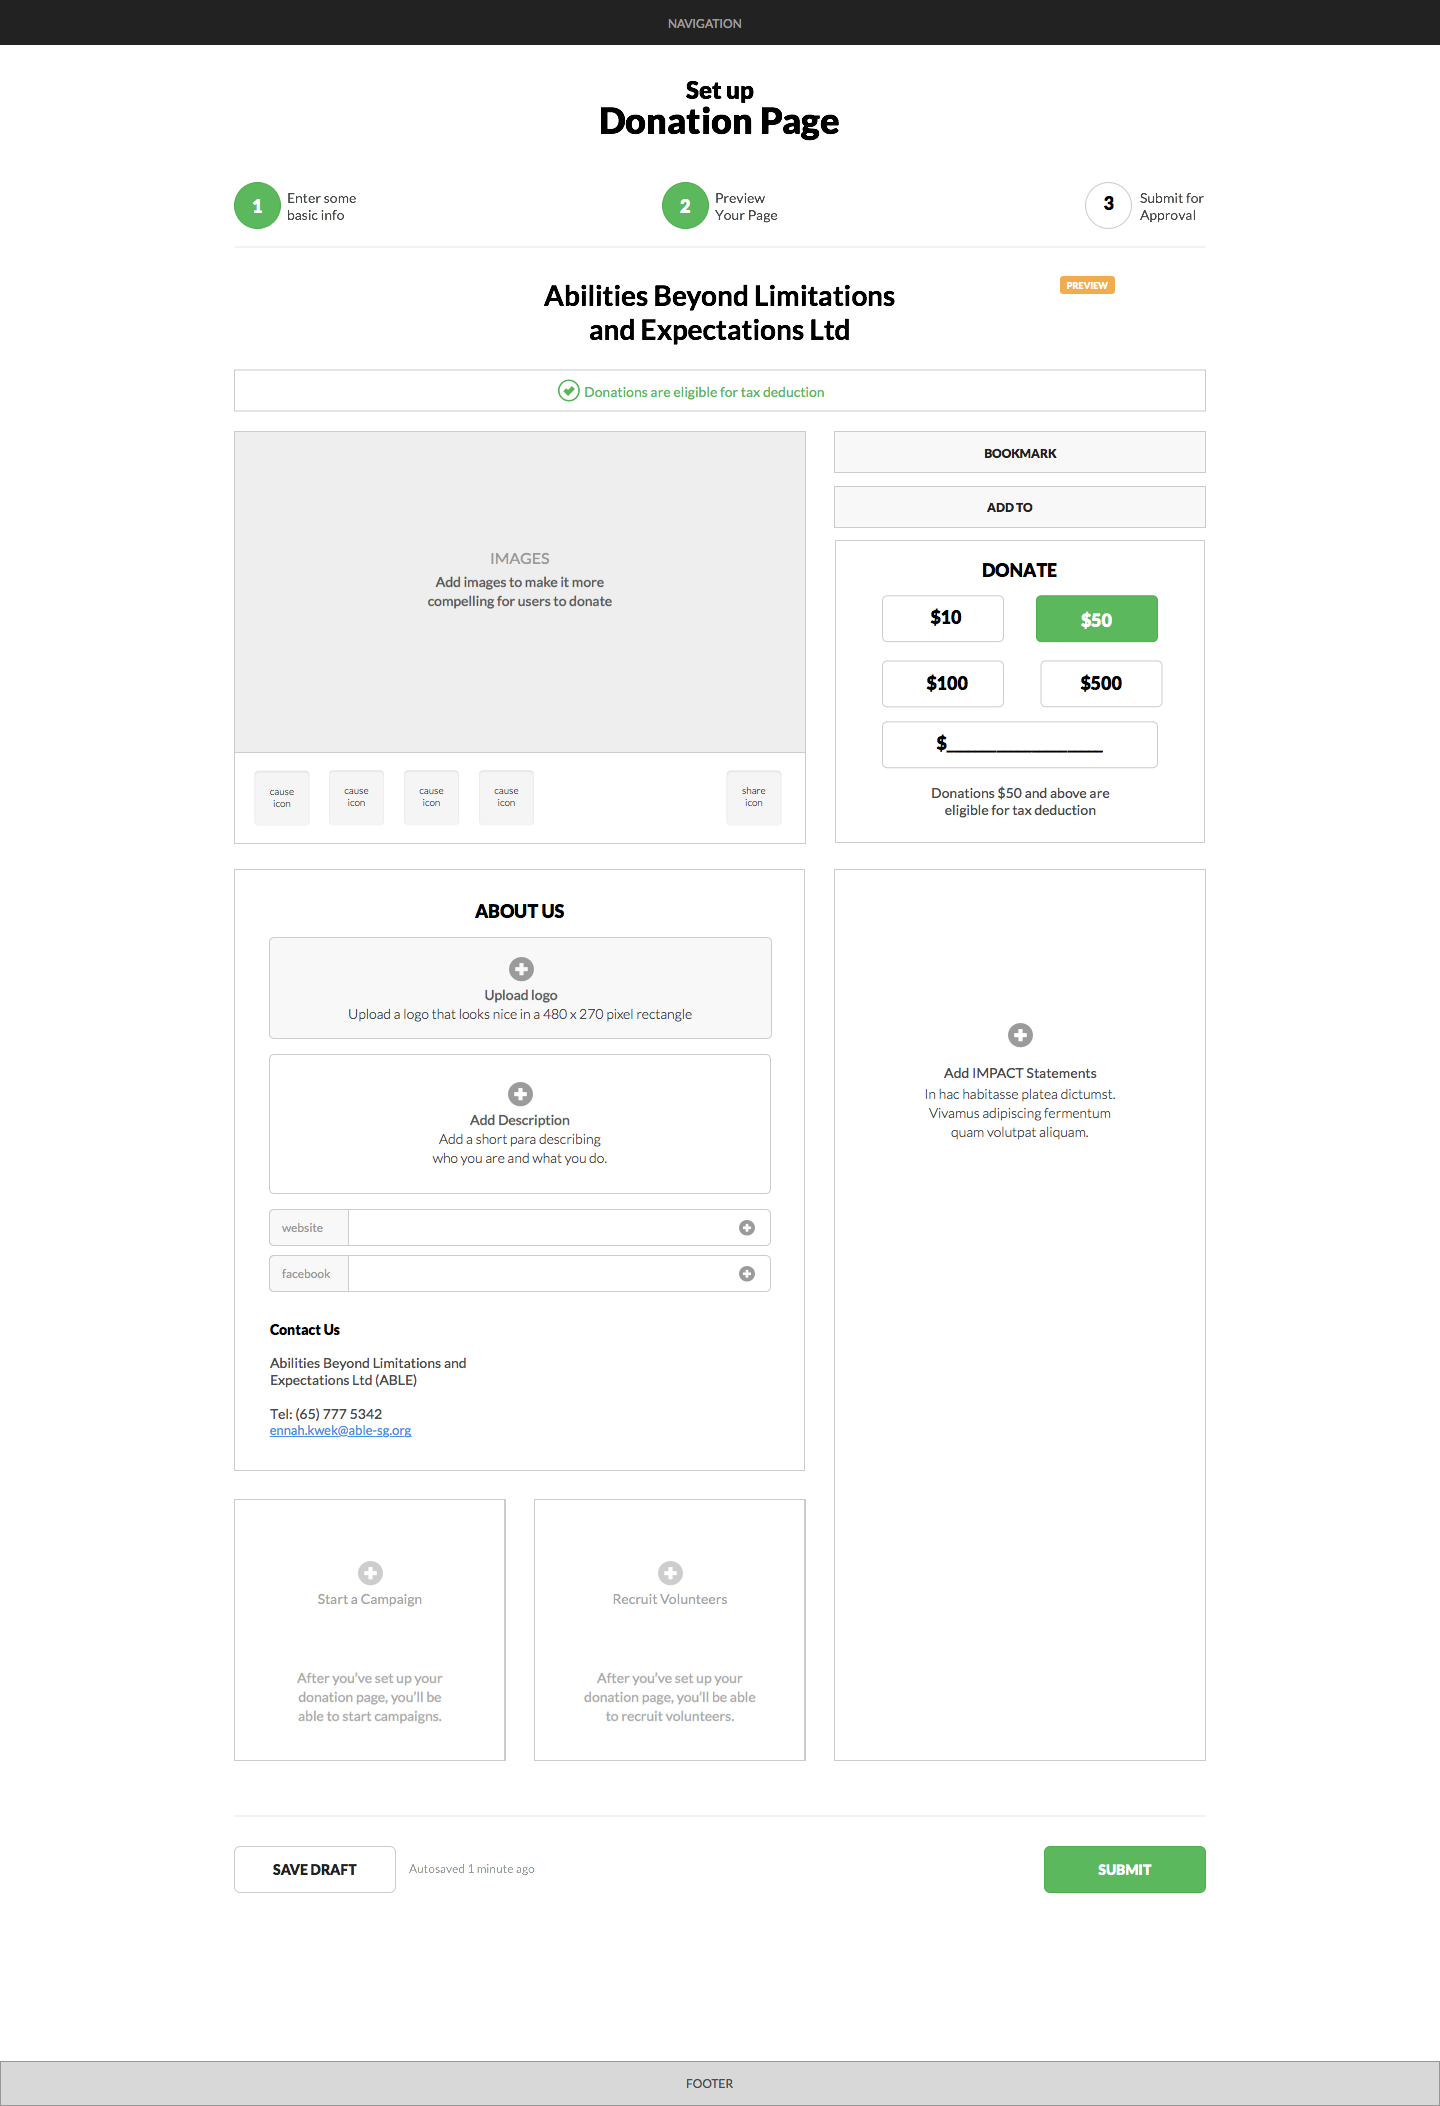 NAVIGATION
Set up
Donation Page
1
Enter some
basic info
2
Preview
Your Page
3
Submit for
Approval
Abilities Beyond Limitations
and Expectations Ltd
PREVIEW
Donations are eligible for tax deduction
IMAGES
Add images to make it more
compelling for users to donate
cause
icon
cause
icon
cause
icon
cause
icon
share
icon
BOOKMARK
ADD TO
DONATE
$10
$50
$100
$500
$__________________
Donations $50 and above are
eligible for tax deduction
ABOUT US
Upload logo
Upload a logo that looks nice in a 480 x 270 pixel rectangle
Add Description
Add a short para describing
who you are and what you do.
website
facebook
Contact Us
Abilities Beyond Limitations and
Expectations Ltd (ABLE)
Tel: (65) 777 5342
ennah.kwek@able-sg.org
Add IMPACT Statements
In hac habitasse platea dictumst.
Vivamus adipiscing fermentum
quam volutpat aliquam.
Start a Campaign
After you’ve set up your
donation page, you’ll be
able to start campaigns.
Recruit Volunteers
After you’ve set up your
donation page, you’ll be able
to recruit volunteers.
SAVE DRAFT
Autosaved 1 minute ago
SUBMIT
FOOTER